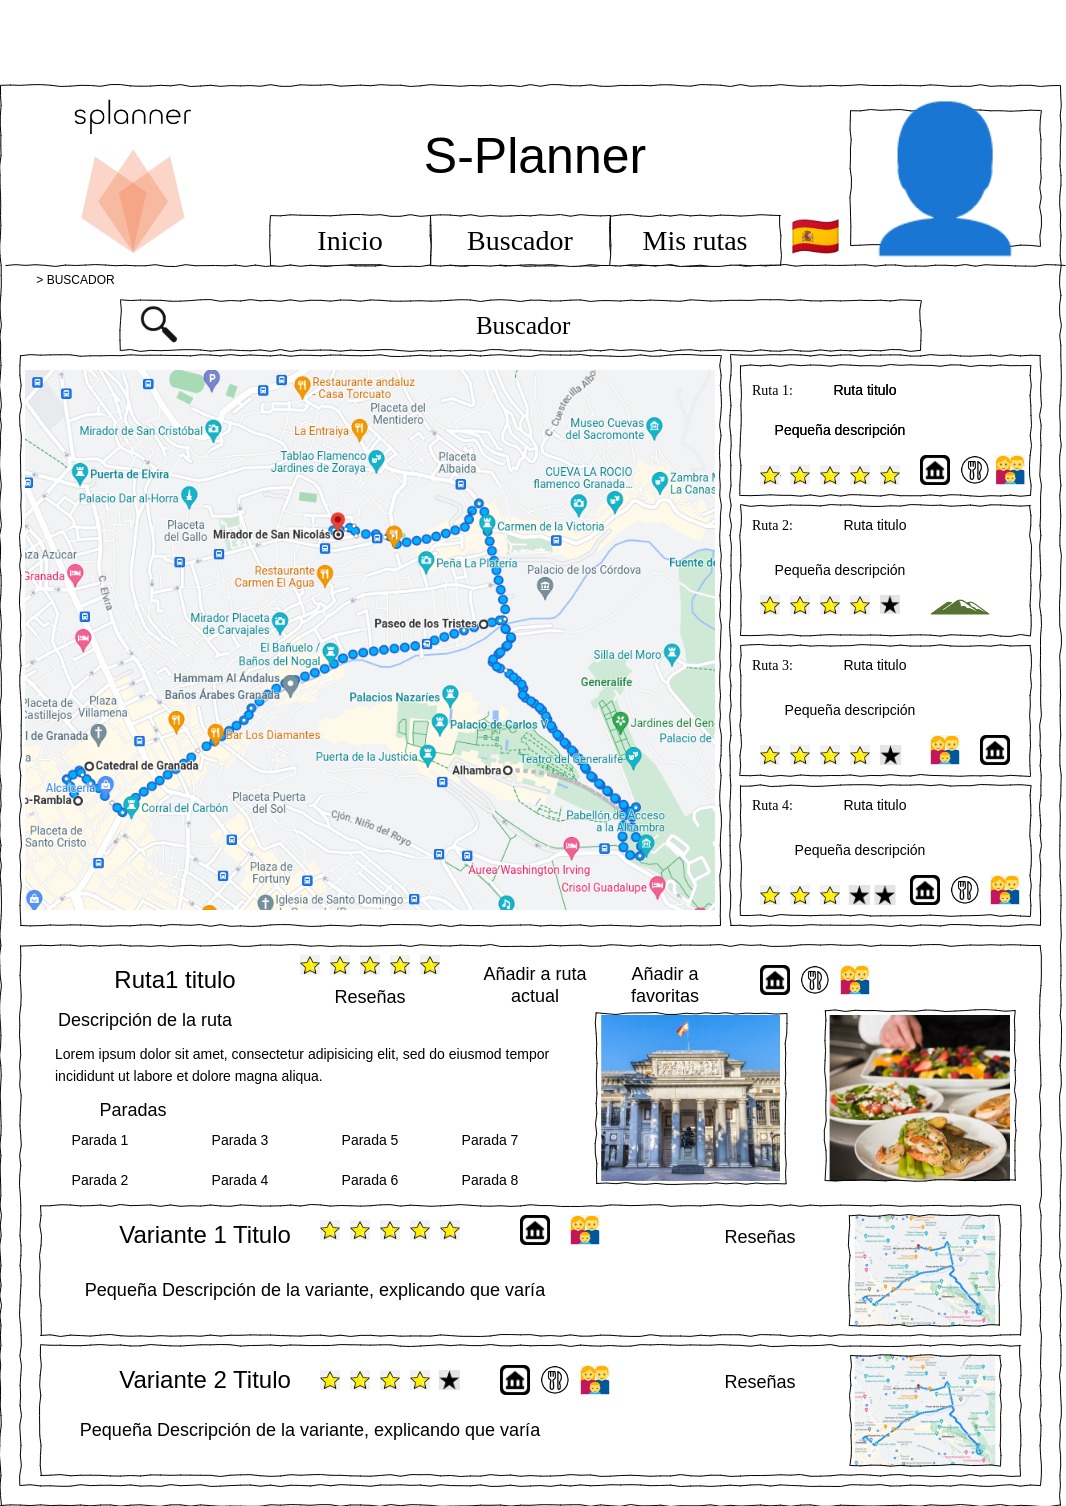 splanner
S-Planner
Inicio
Buscador
Mis rutas
> BUSCADOR
Buscador
P
Restaurante andaluz
- Casa Torcuato
Placeta del
Mentidero
C. Cuestecilla Albo
Mirador de San Cristóbal
La Entraiya
Museo Cuevas
del Sacromonte
Tablao Flamenco
Jardines de Zoraya
Placeta
Albaida
Puerta de Elvira
CUEVA LA ROCIO
flamenco Granada...
Zambra M
La Canas
Palacio Dar al-Horra
Placeta
del Gallo
Mirador de San Nicolás
Carmen de la Victoria
aza Azúcar
Granada
C. Elvira
Restaurante
Carmen El Agua
Peña La Platería
Palacio de los Córdova
Fuente de
Mirador Placeta
de Carvajales
Paseo de los Tristes
El Bañuelo /
Baños del Nogal
Silla del Moro
Hammam Al Ándalus
Baños Árabes Granada
Generalife
Placeta de
Castillejos
Plaza
Villamena
Palacios Nazaríes
l de Granada
Bar Los Diamantes
Palacio de Carlos V
Jardines del Gen
Palacio de
a
Puerta de la Justicia
Teatro del Generalife
Catedral de Granada
Alhambra
Alcaicería
o-Rambla
Corral del Carbón
Placeta Puerta
del Sol
Cjón. Niño del Royo
Pabellón de Acceso
a la Alhambra
Placeta de
Santo Cristo
Plaza de
Fortuny
Áurea Washington Irving
Crisol Guadalupe
Iglesia de Santo Domingo
Ruta 1:
Ruta titulo
Pequeña descripción
Ruta 2:
Ruta titulo
Pequeña descripción
Ruta 3:
Ruta titulo
Pequeña descripción
Ruta 4:
Ruta titulo
Pequeña descripción
Ruta1 titulo
Reseñas
Añadir a ruta
actual
Añadir a
favoritas
Descripción de la ruta
Lorem ipsum dolor sit amet, consectetur adipisicing elit, sed do eiusmod tempor
incididunt ut labore et dolore magna aliqua.
Paradas
Parada 1
Parada 3
Parada 5
Parada 7
Parada 2
Parada 4
Parada 6
Parada 8
Variante 1 Titulo
Reseñas
Pequeña Descripción de la variante, explicando que varía
Variante 2 Titulo
Reseñas
Pequeña Descripción de la variante, explicando que varía